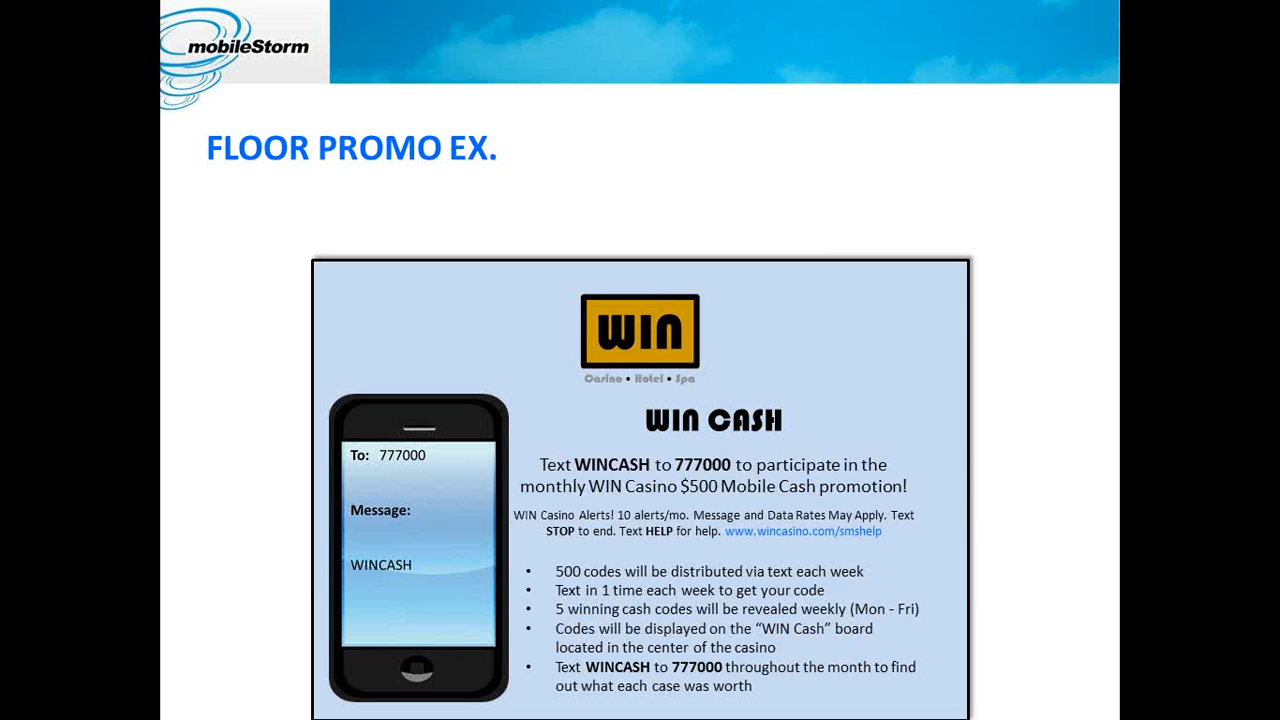 mobileStorm
FLOOR PROMO EX.
WIN
Casino • Hotel • Spa
WIN CASH
Text WINCASH to 777000 to participate in the
monthly WIN Casino $500 Mobile Cash promotion!
WIN Casino Alerts! 10 alerts/mo. Message and Data Rates May Apply. Text
STOP to end. Text HELP for help. www.wincasino.com/smshelp
• 500 codes will be distributed via text each week
• Text in 1 time each week to get your code
• 5 winning cash codes will be revealed weekly (Mon - Fri)
• Codes will be displayed on the “WIN Cash” board
located in the center of the casino
• Text WINCASH to 777000 throughout the month to find
out what each case was worth
To: 777000
Message:
WINCASH